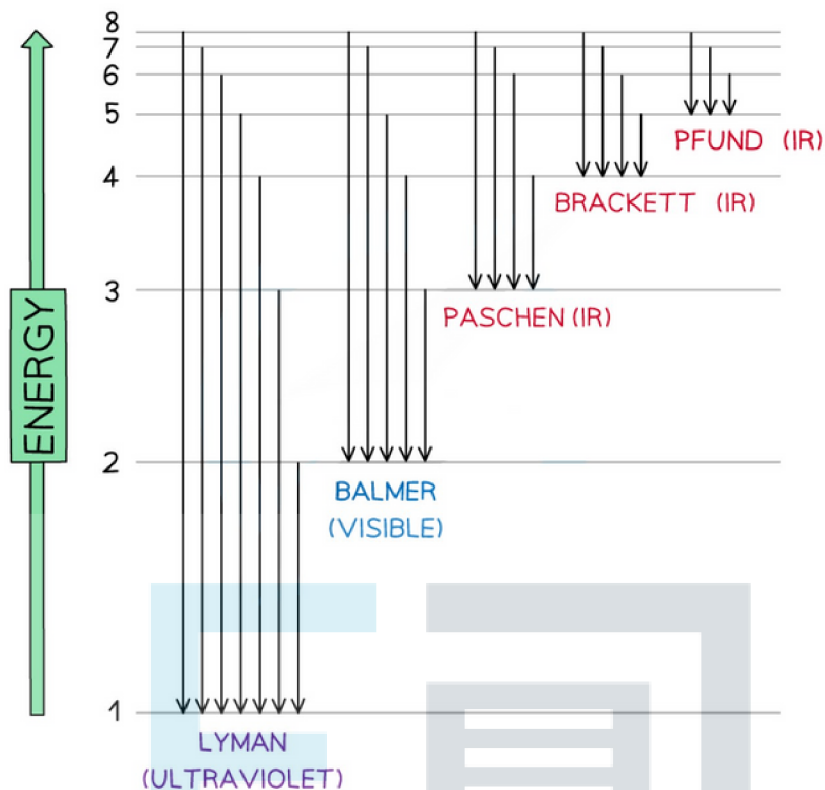 8
7
6
5
PFUND (IR)
4
BRACKETT (IR)
3
PASCHEN (IR)
ENERGY
2
BALMER
(VISIBLE)
1
LYMAN
(ULTRAVIOLET)